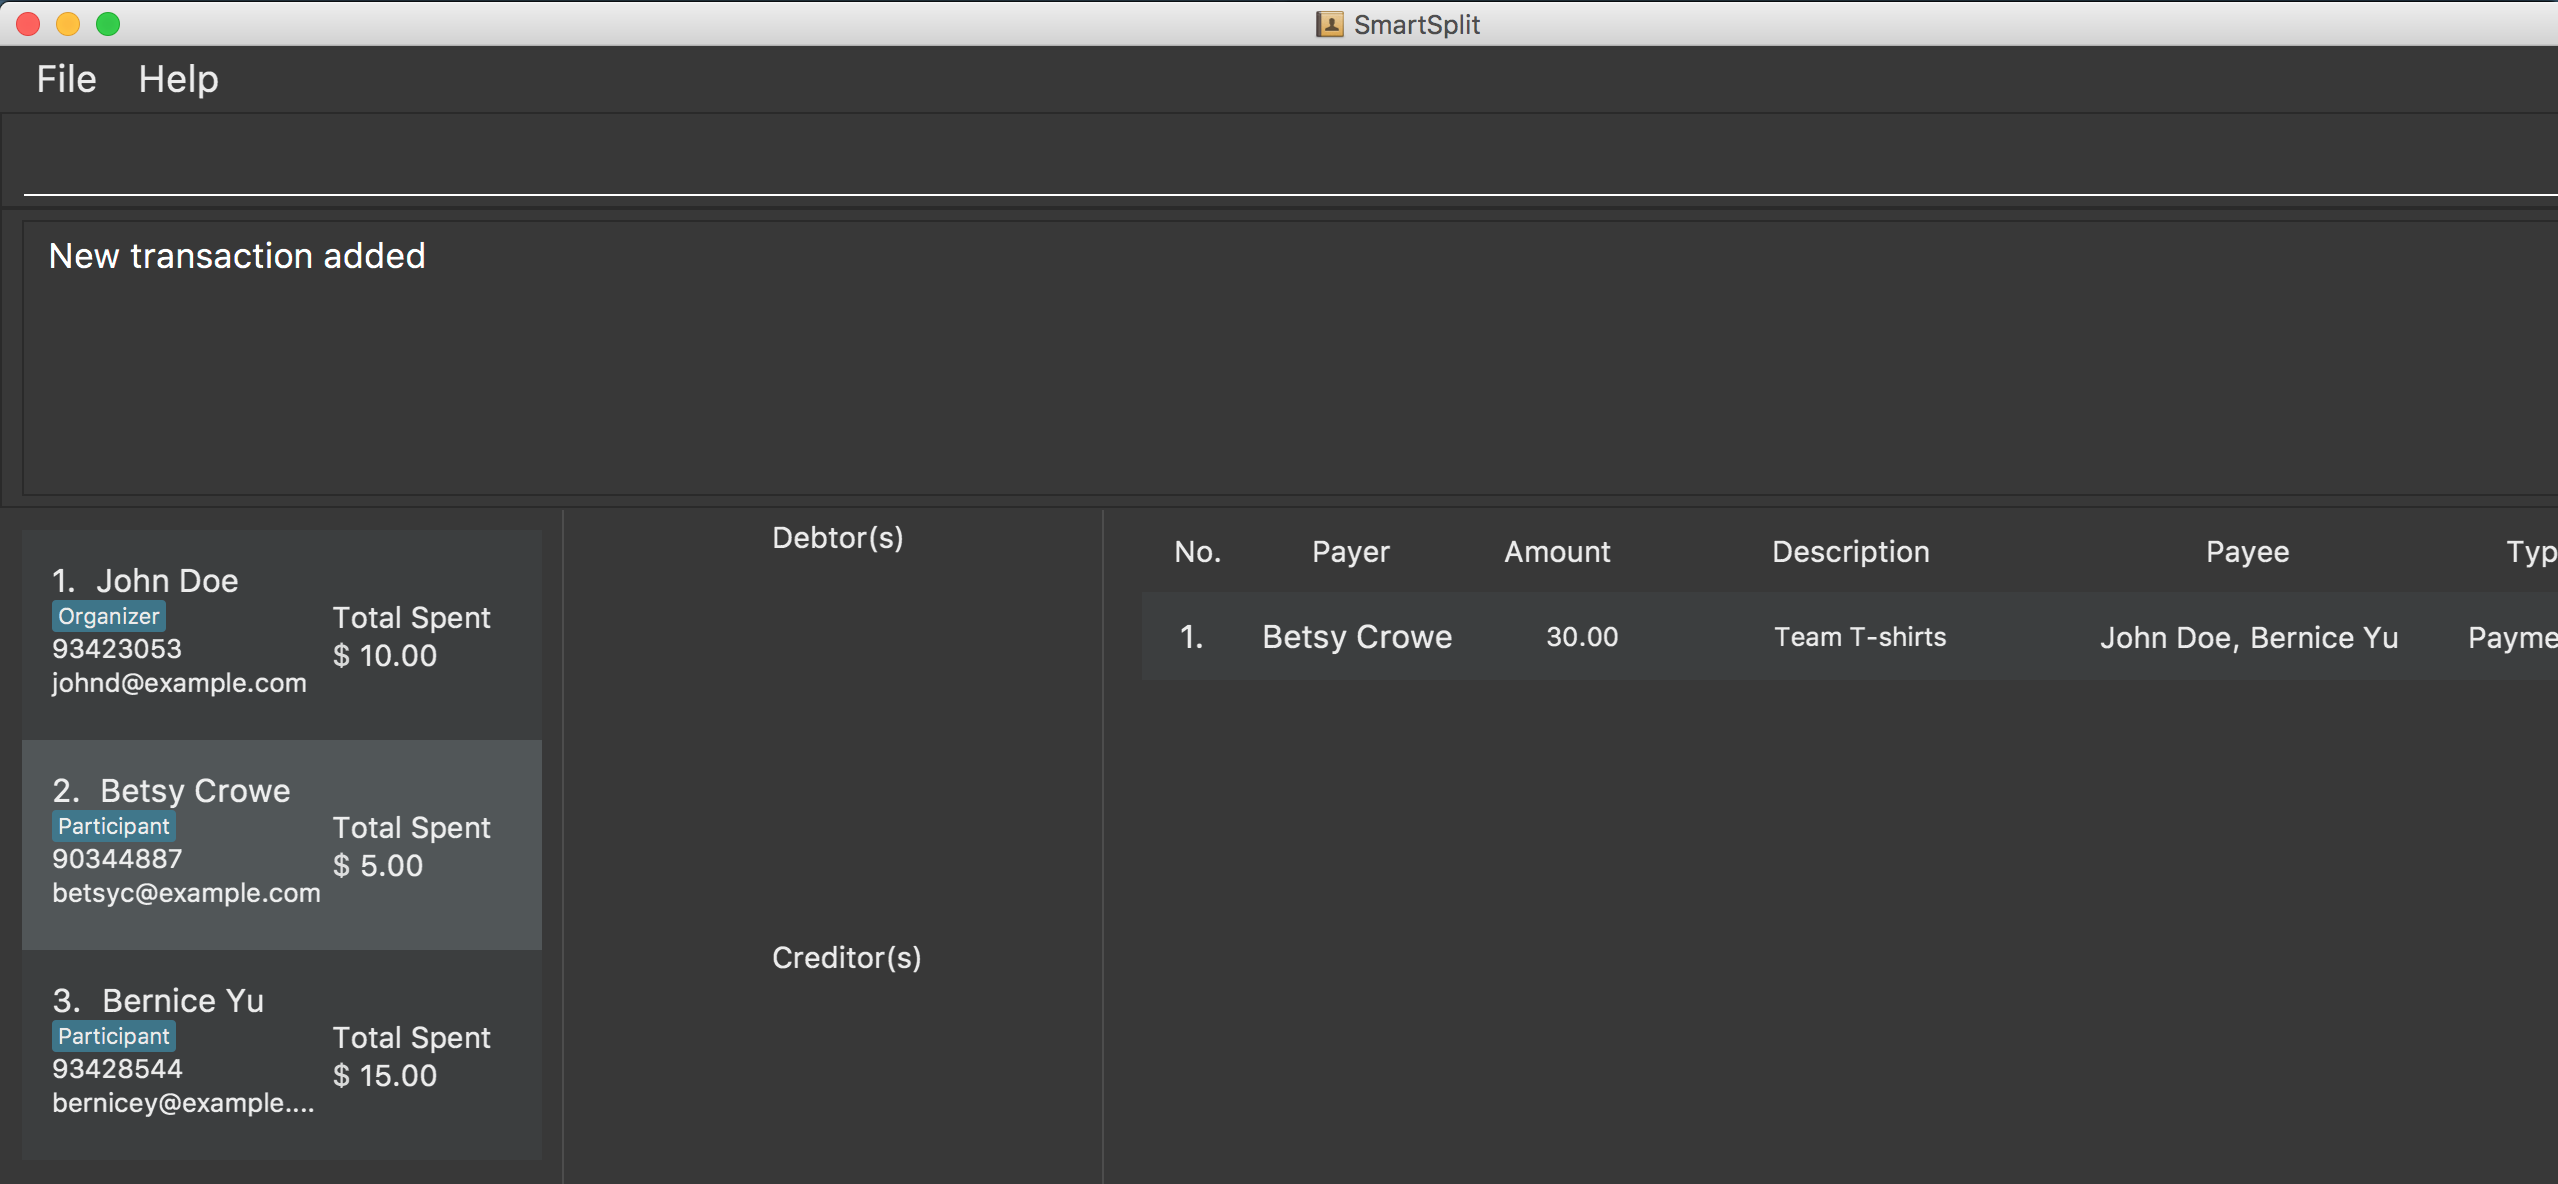 SmartSplit
File Help
New transaction added
1. John Doe
Organizer
93423053
johnd@example.com
Total Spent
$ 10.00
2. Betsy Crowe
Participant
90344887
betsyc@example.com
Total Spent
$ 5.00
3. Bernice Yu
Participant
93428544
bernicey@example....
Total Spent
$ 15.00
Debtor(s)
Creditor(s)
No. Payer Amount Description Payee Typ
1. Betsy Crowe 30.00 Team T-shirts John Doe, Bernice Yu Payme